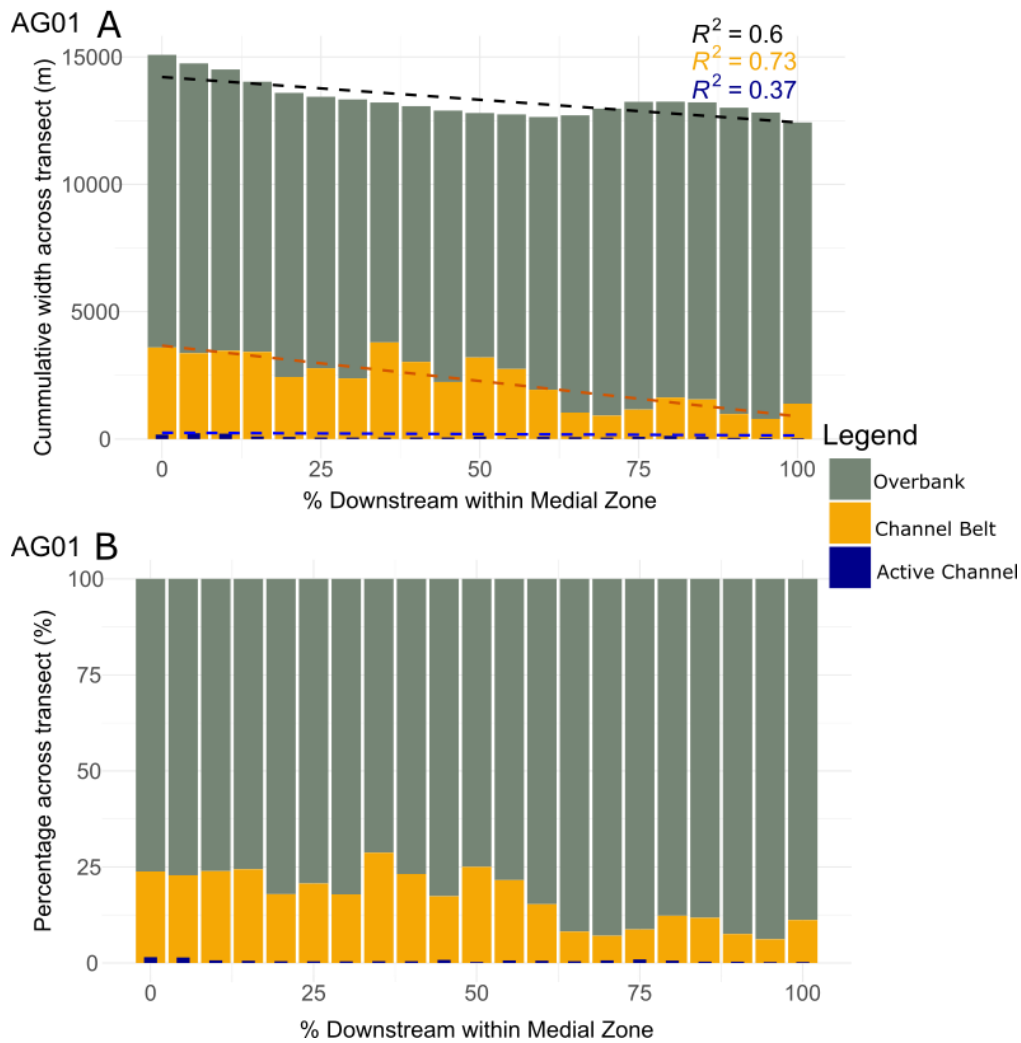 AG01 A
R² = 0.6
R² = 0.73
R² = 0.37
Cummulative width across transect (m)
15000
10000
5000
0
0 25 50 75 100
% Downstream within Medial Zone
Legend
Overbank
Channel Belt
Active Channel
AG01 B
Percentage across transect (%)
100
75
50
25
0
0 25 50 75 100
% Downstream within Medial Zone